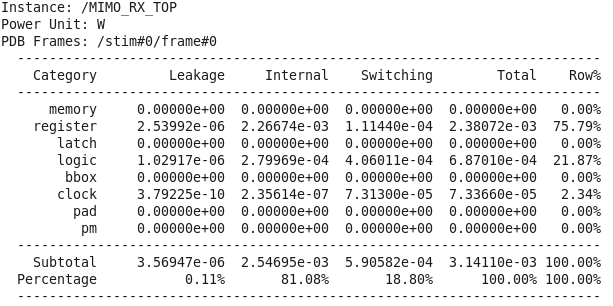 Instance: /MIMO_RX_TOP
Power Unit: W
PDB Frames: /stim#0/frame#0
-------------------------------------------------------------------------
Category Leakage Internal Switching Total Row%
-------------------------------------------------------------------------
memory 0.00000e+00 0.00000e+00 0.00000e+00 0.00000e+00 0.00%
register 2.53992e-06 2.26674e-03 1.11440e-04 2.38072e-03 75.79%
latch 0.00000e+00 0.00000e+00 0.00000e+00 0.00000e+00 0.00%
logic 1.02917e-06 2.79969e-04 4.06011e-04 6.87010e-04 21.87%
bbox 0.00000e+00 0.00000e+00 0.00000e+00 0.00000e+00 0.00%
clock 3.79225e-10 2.35614e-07 7.31300e-05 7.33660e-05 2.34%
pad 0.00000e+00 0.00000e+00 0.00000e+00 0.00000e+00 0.00%
pm 0.00000e+00 0.00000e+00 0.00000e+00 0.00000e+00 0.00%
-------------------------------------------------------------------------
Subtotal 3.56947e-06 2.54695e-03 5.90582e-04 3.14110e-03 100.00%
Percentage 0.11% 81.08% 18.80% 100.00% 100.00%
-------------------------------------------------------------------------